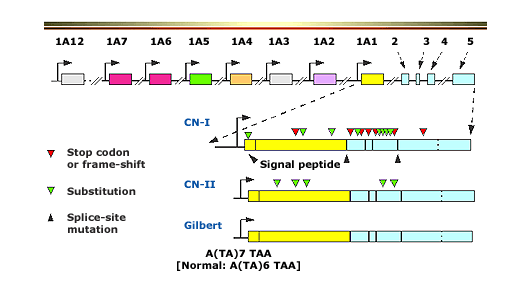 1A12 1A7 1A6 1A5 1A4 1A3 1A2 1A1 2 3 4 5
CN-I
Signal peptide
Stop codon
or frame-shift
CN-II
Substitution
Splice-site
mutation
Gilbert
A(TA)7 TAA
[Normal: A(TA)6 TAA]